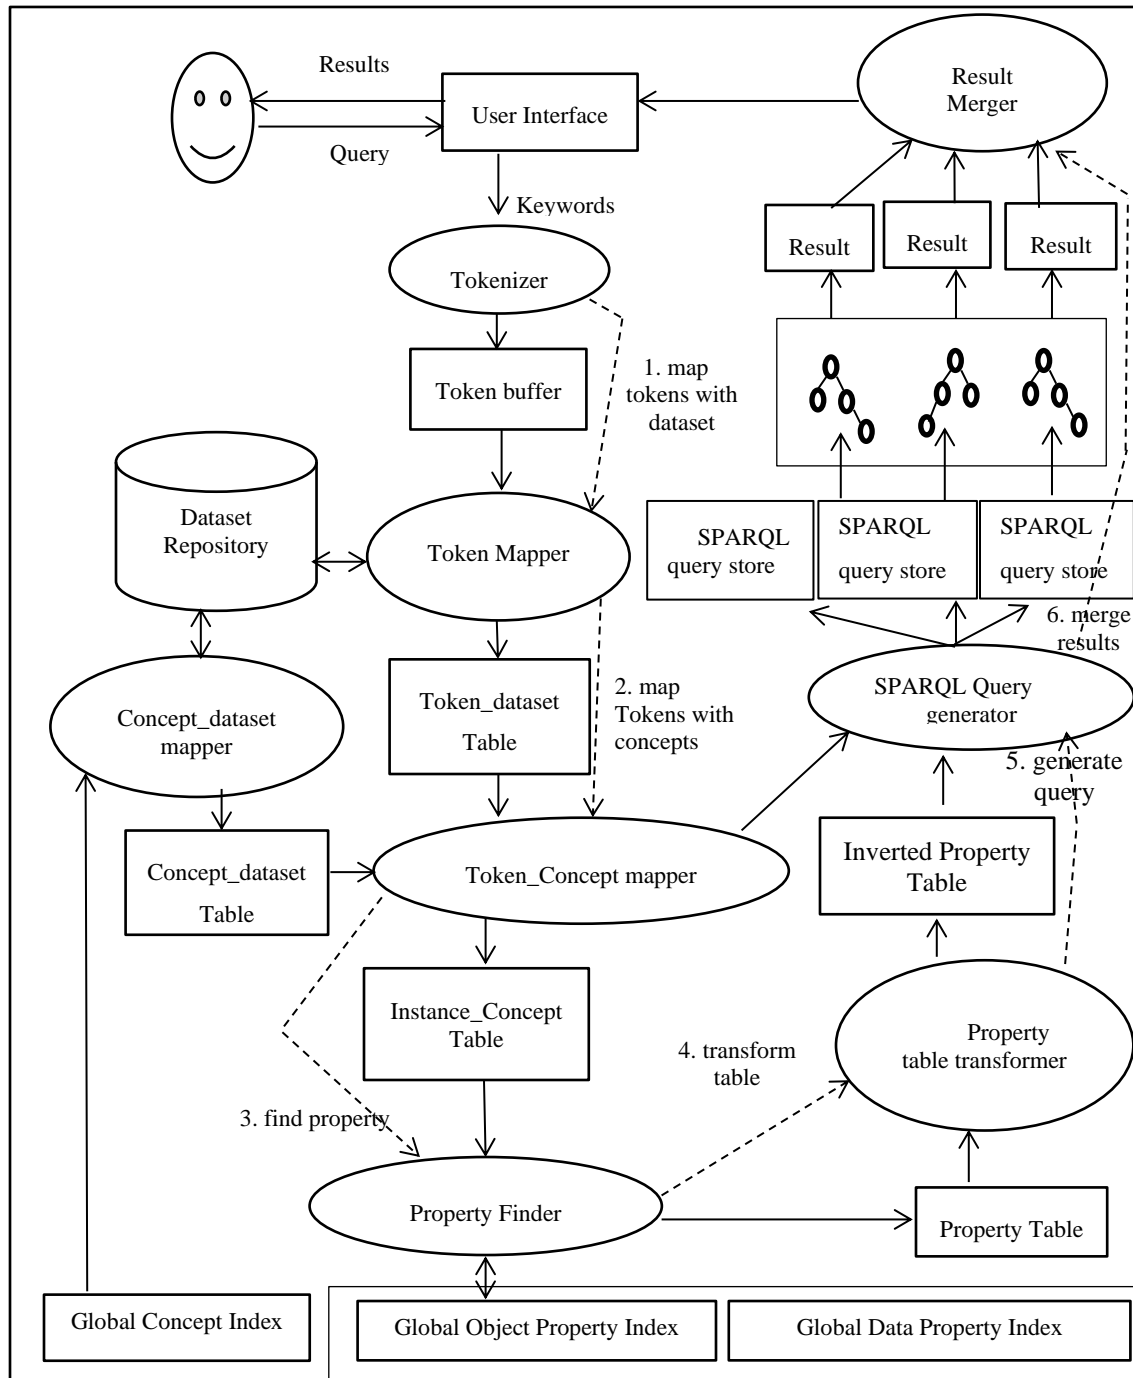 Results
Result
Merger
User Interface
Query
Keywords
Result
Result
Result
Tokenizer
1. map
tokens with
dataset
Token buffer
Dataset
Repository
Token Mapper
SPARQL
query store
SPARQL
query store
SPARQL
query store
6. merge
results
Concept_dataset
mapper
Token_dataset
Table
2. map
Tokens with
concepts
SPARQL Query
generator
5. generate
query
Concept_dataset
Table
Token_Concept mapper
Inverted Property
Table
Instance_Concept
Table
4. transform
table
Property
table transformer
3. find property
Property Finder
Property Table
Global Concept Index
Global Object Property Index
Global Data Property Index